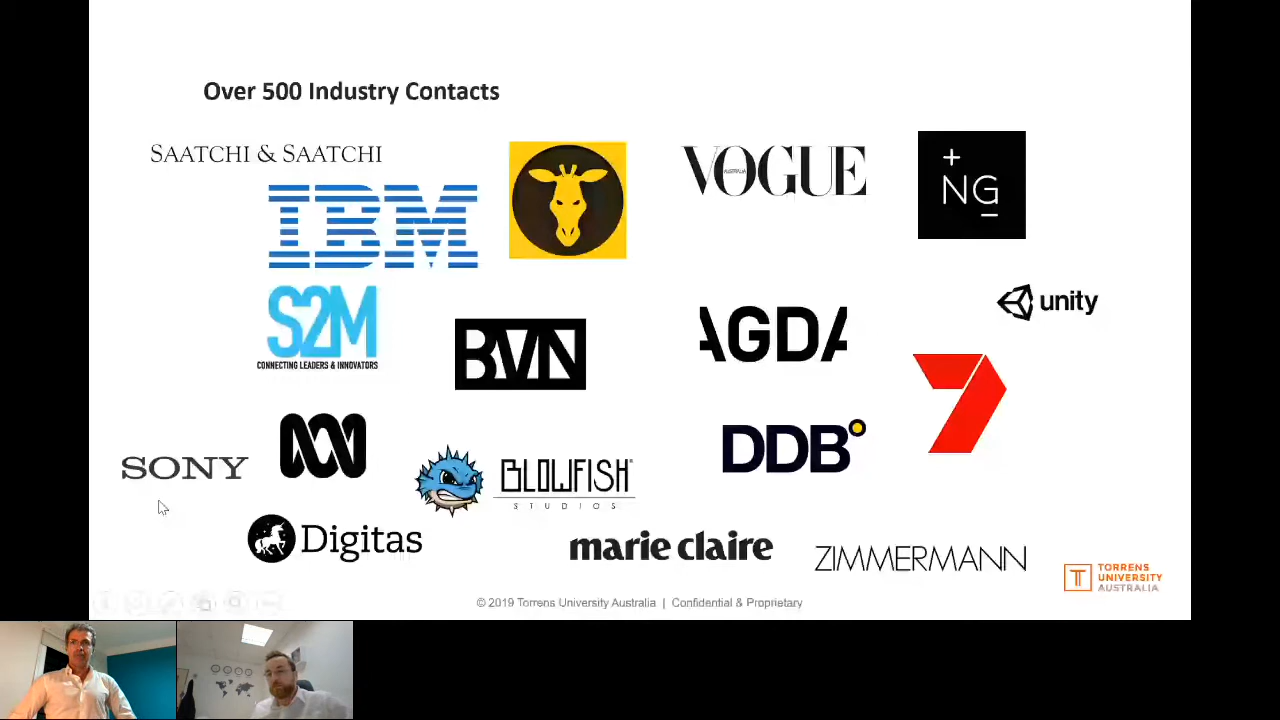 Over 500 Industry Contacts
SAATCHI & SAATCHI
IBM
VOGUE
+
NG
_
S2M
CONNECTING LEADERS & INNOVATORS
BVN
AGDA
unity
7
SONY
DDB
BLOWFISH
STUDIOS
Digitas
marie claire
ZIMMERMANN
T
TORRENS
UNIVERSITY
AUSTRALIA
© 2019 Torrens University Australia | Confidential & Proprietary